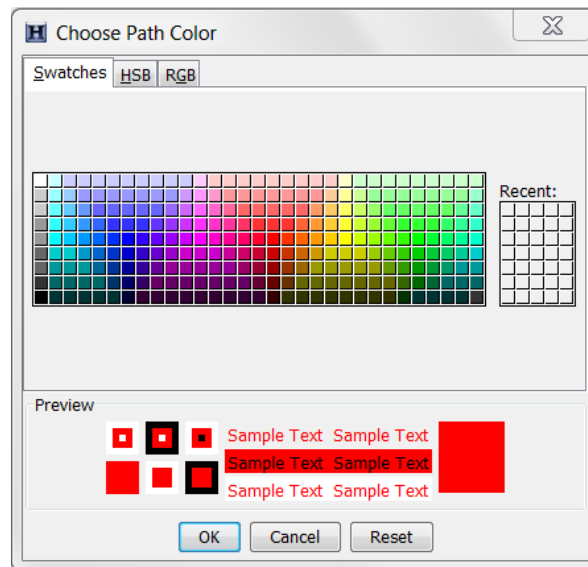 H Choose Path Color
Swatches HSB RGB
Recent:
Preview
Sample Text Sample Text
Sample Text Sample Text
Sample Text Sample Text
OK Cancel Reset